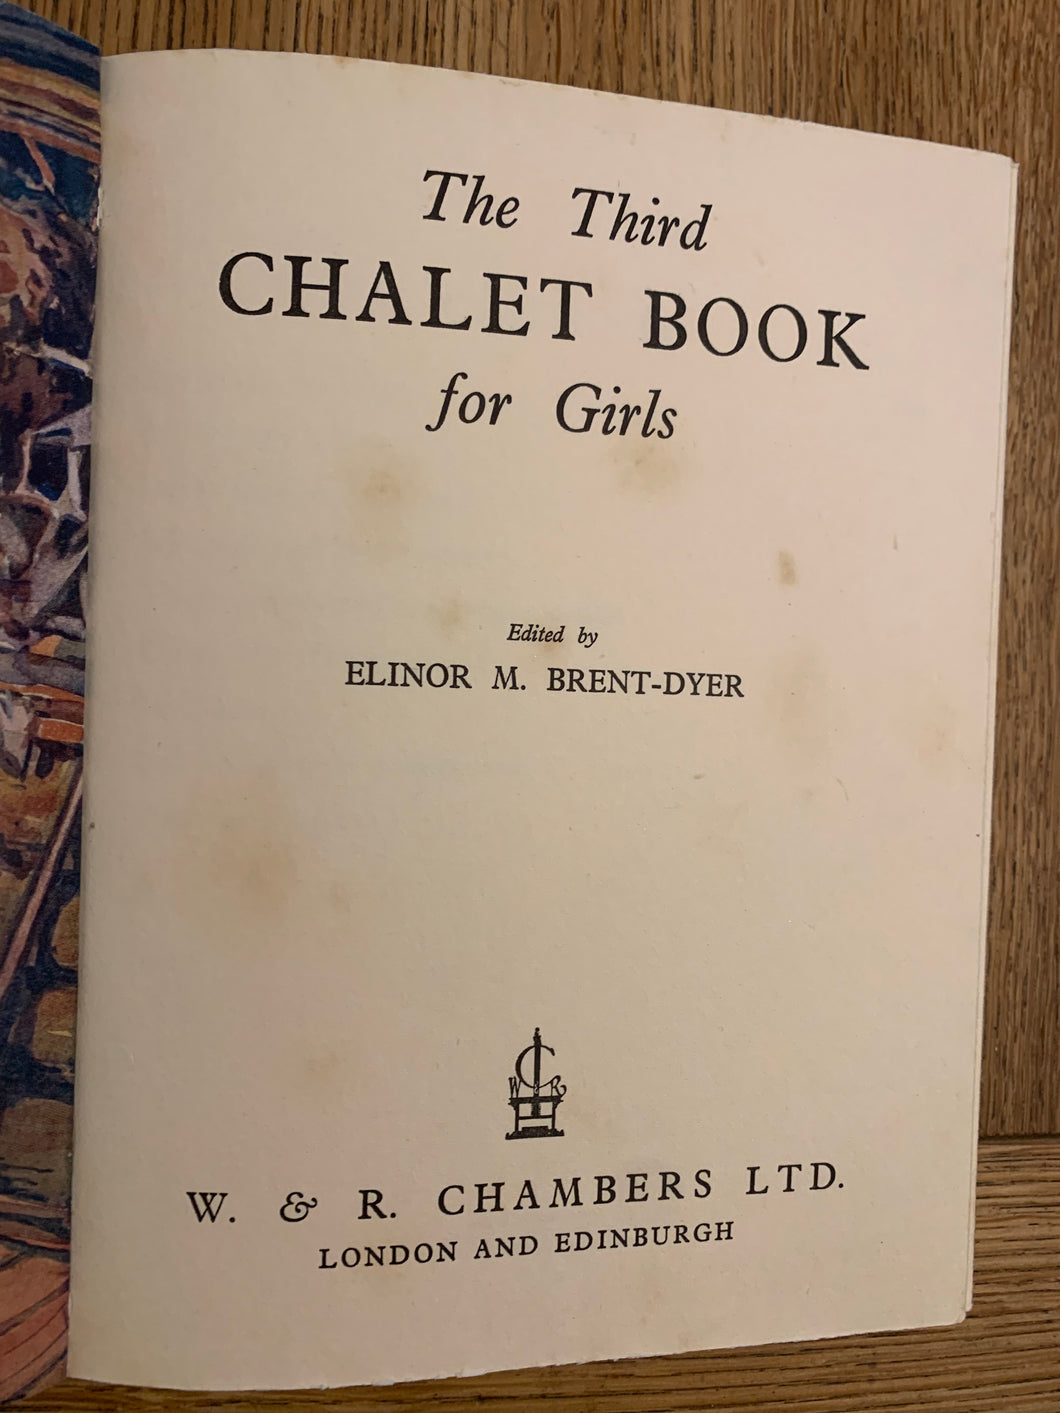 The Third
CHALET BOOK
for Girls
Edited by
ELINOR M. BRENT-DYER
W C R
W. & R. CHAMBERS LTD.
LONDON AND EDINBURGH